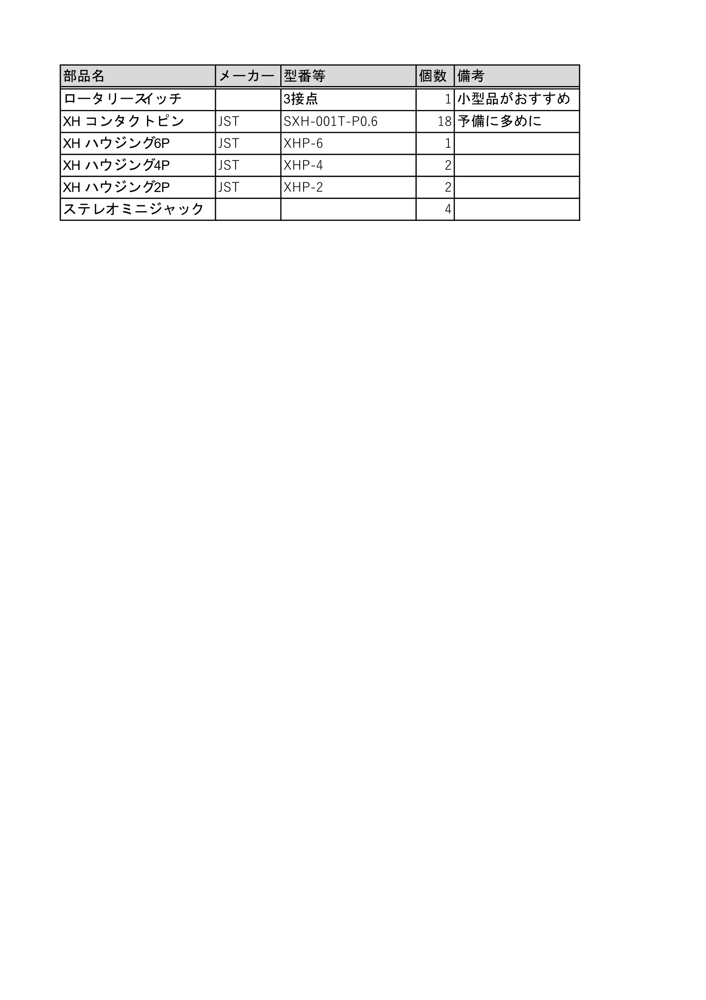 部品名 メーカー 型番等 個数 備考
ロータリースイッチ 3接点 1 小型品がおすすめ
XH コンタクトピン JST SXH-001T-P0.6 18 予備に多めに
XH ハウジング6P JST XHP-6 1
XH ハウジング4P JST XHP-4 2
XH ハウジング2P JST XHP-2 2
ステレオミニジャック 4